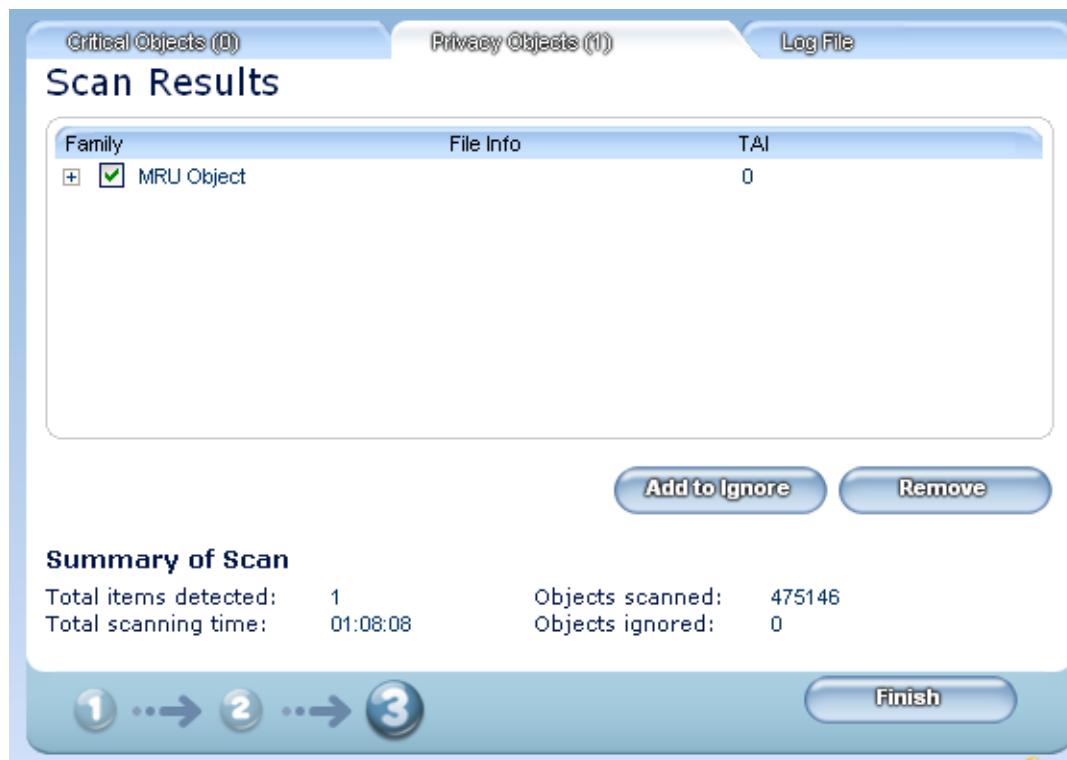 Critical Objects (0) Privacy Objects (1) Log File
Scan Results
Family File Info TAI
MRU Object 0
Add to Ignore Remove
Summary of Scan
Total items detected: 1 Objects scanned: 475146
Total scanning time: 01:08:08 Objects ignored: 0
1 2 3 Finish